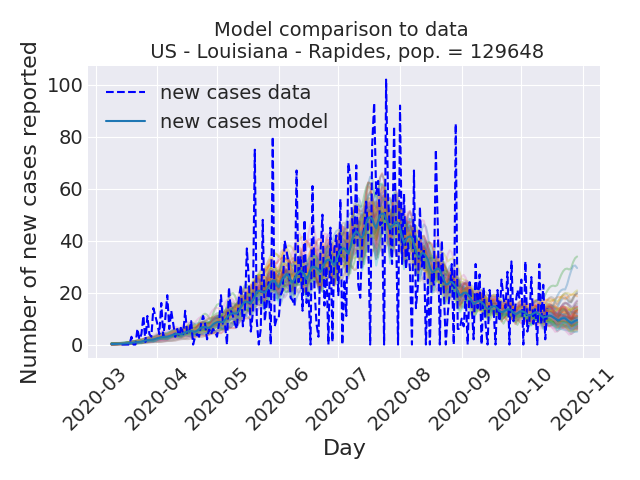 Model comparison to data
US - Louisiana - Rapides, pop. = 129648
Number of new cases reported
100
80
60
40
20
0
new cases data
new cases model
2020-03
2020-04
2020-05
2020-06
2020-07
2020-08
2020-09
2020-10
2020-11
Day